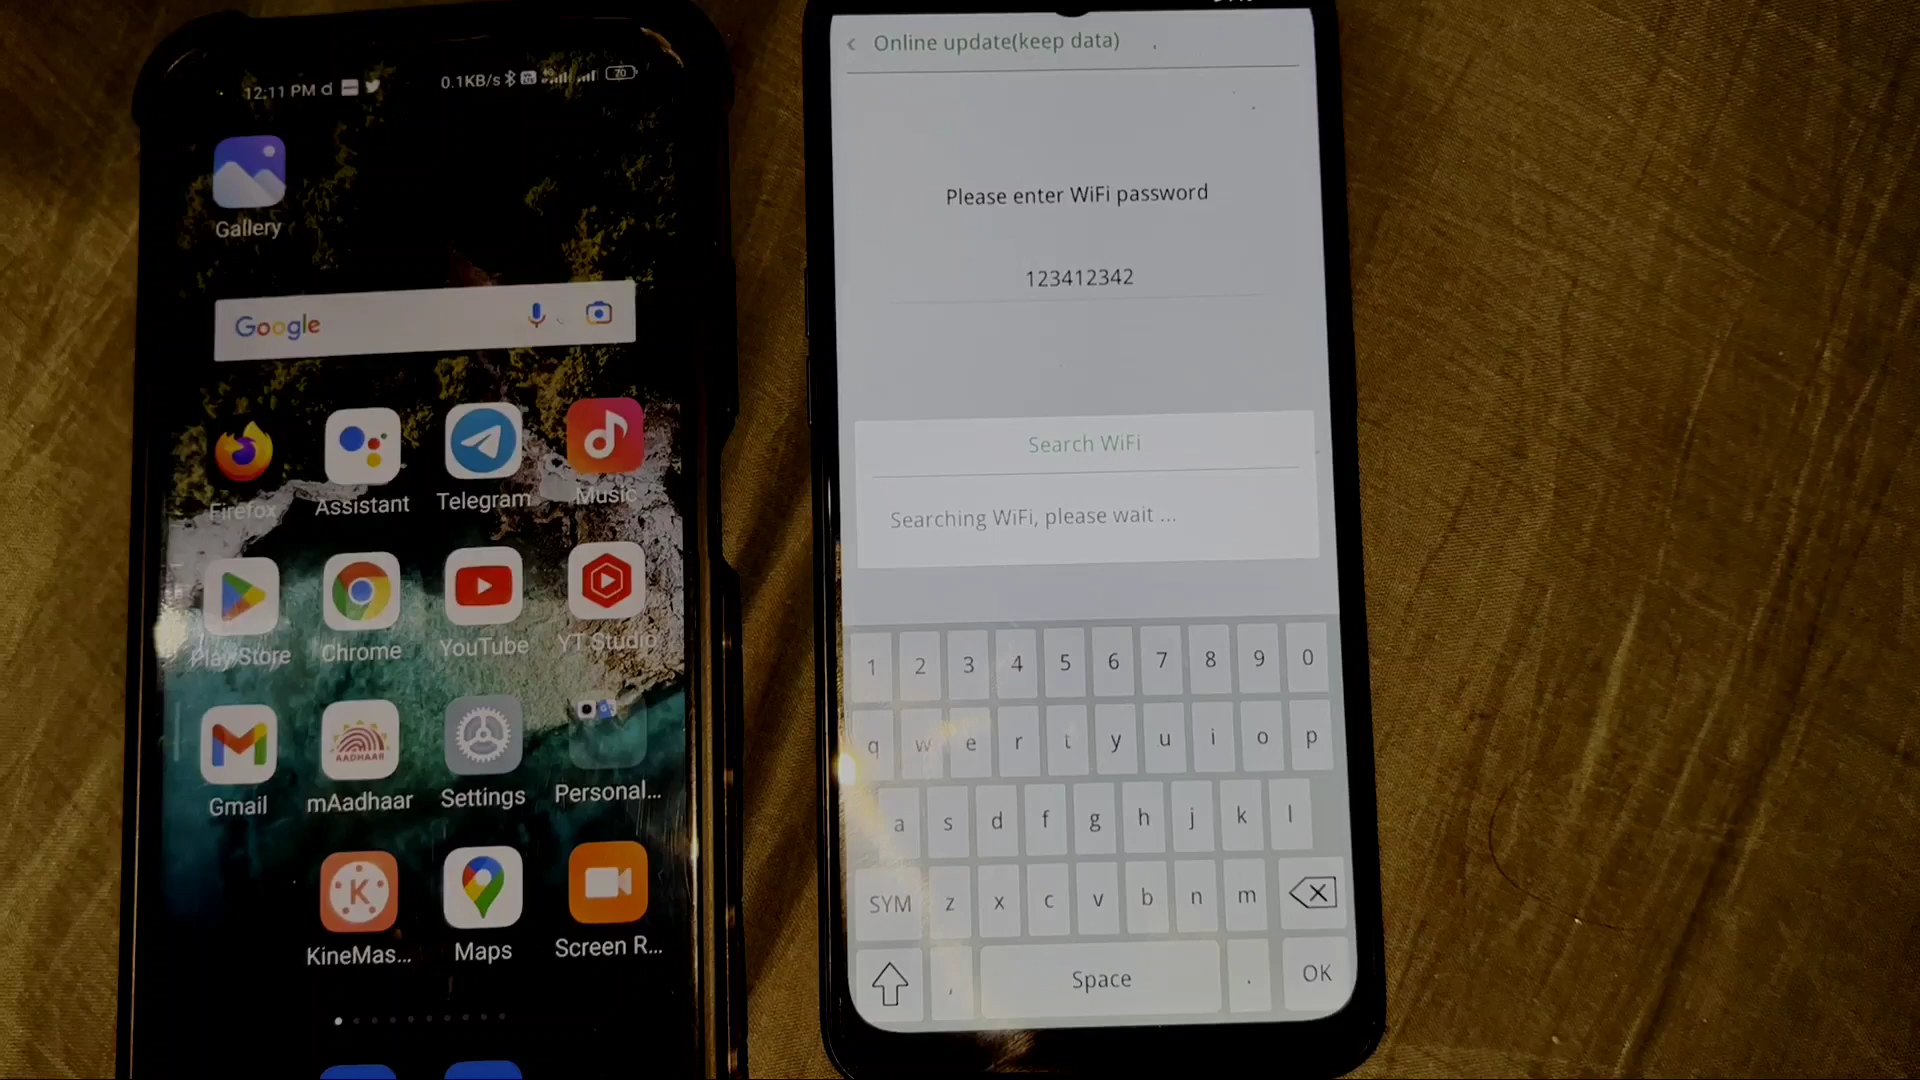 12:11 PM
0.1KB/s
70
Gallery
Google
Firefox
Assistant
Telegram
Music
Play Store
Chrome
YouTube
YT Studio
AADHAAR
Gmail
mAadhaar
Settings
Personal...
K
KineMas...
Maps
Screen R...
Online update(keep data)
Please enter WiFi password
123412342
Search WiFi
Searching WiFi, please wait ...
1 2 3 4 5 6 7 8 9 0
q w e r t y u i o p
a s d f g h j k l
SYM z x c v b n m
, Space . OK